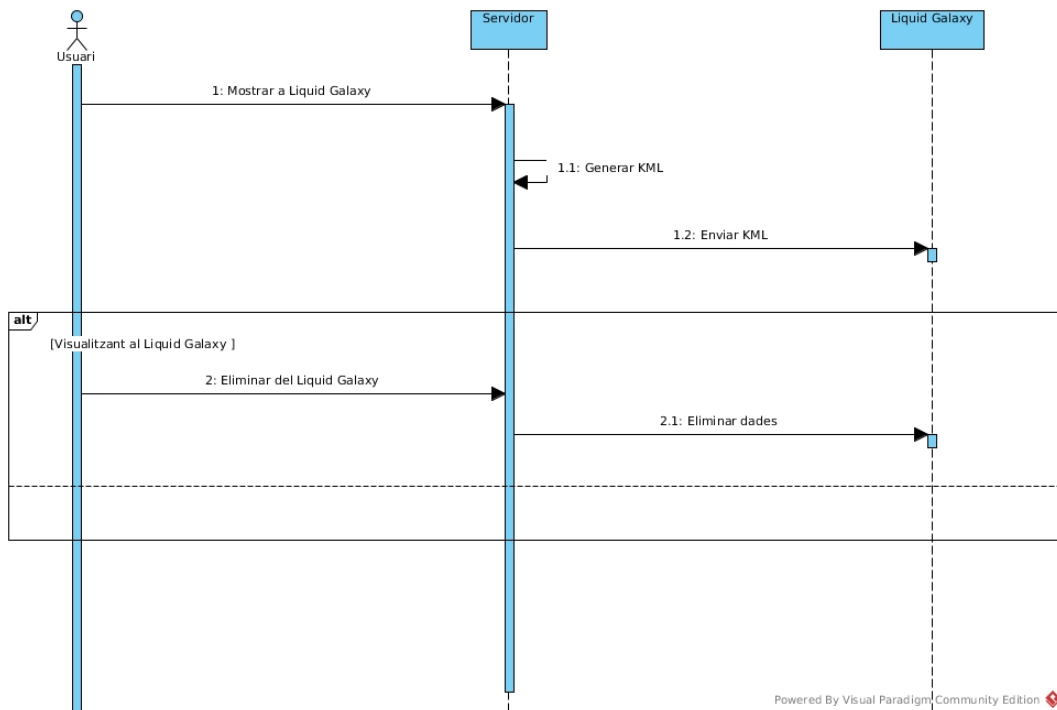 Usuari
Servidor
Liquid Galaxy
1: Mostrar a Liquid Galaxy
1.1: Generar KML
1.2: Enviar KML
alt
[Visualitzant al Liquid Galaxy ]
2: Eliminar del Liquid Galaxy
2.1: Eliminar dades
Powered By Visual Paradigm Community Edition